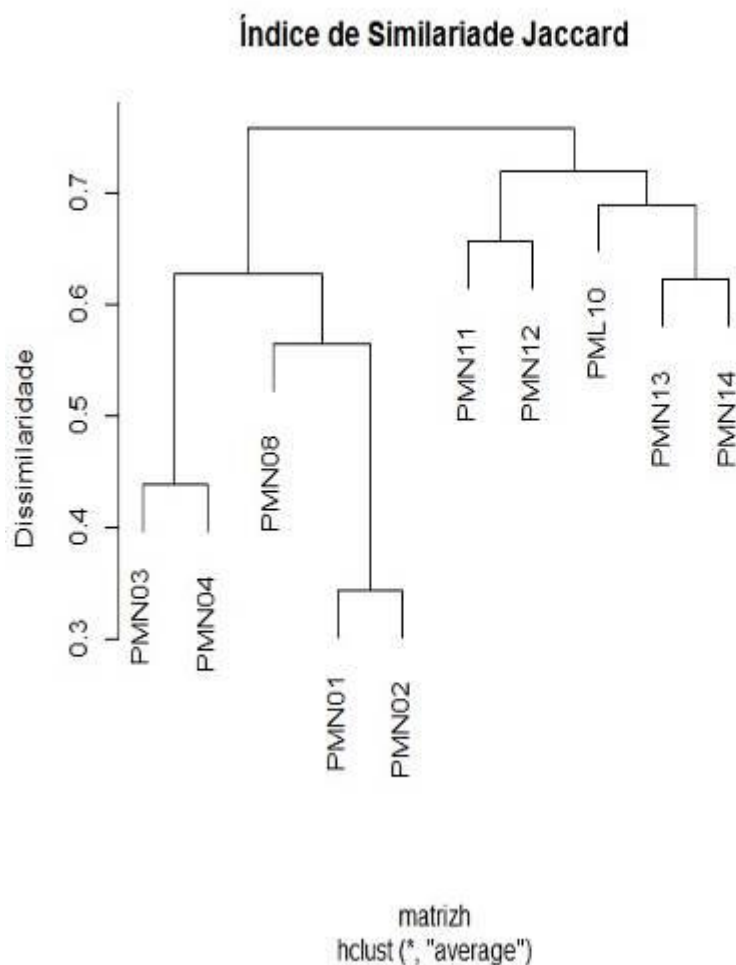 Índice de Similariade Jaccard
Dissimilaridade
0.7
0.6
0.5
0.4
0.3
PMN03
PMN04
PMN08
PMN01
PMN02
PMN11
PMN12
PML10
PMN13
PMN14
matrizh
hclust (*, "average")